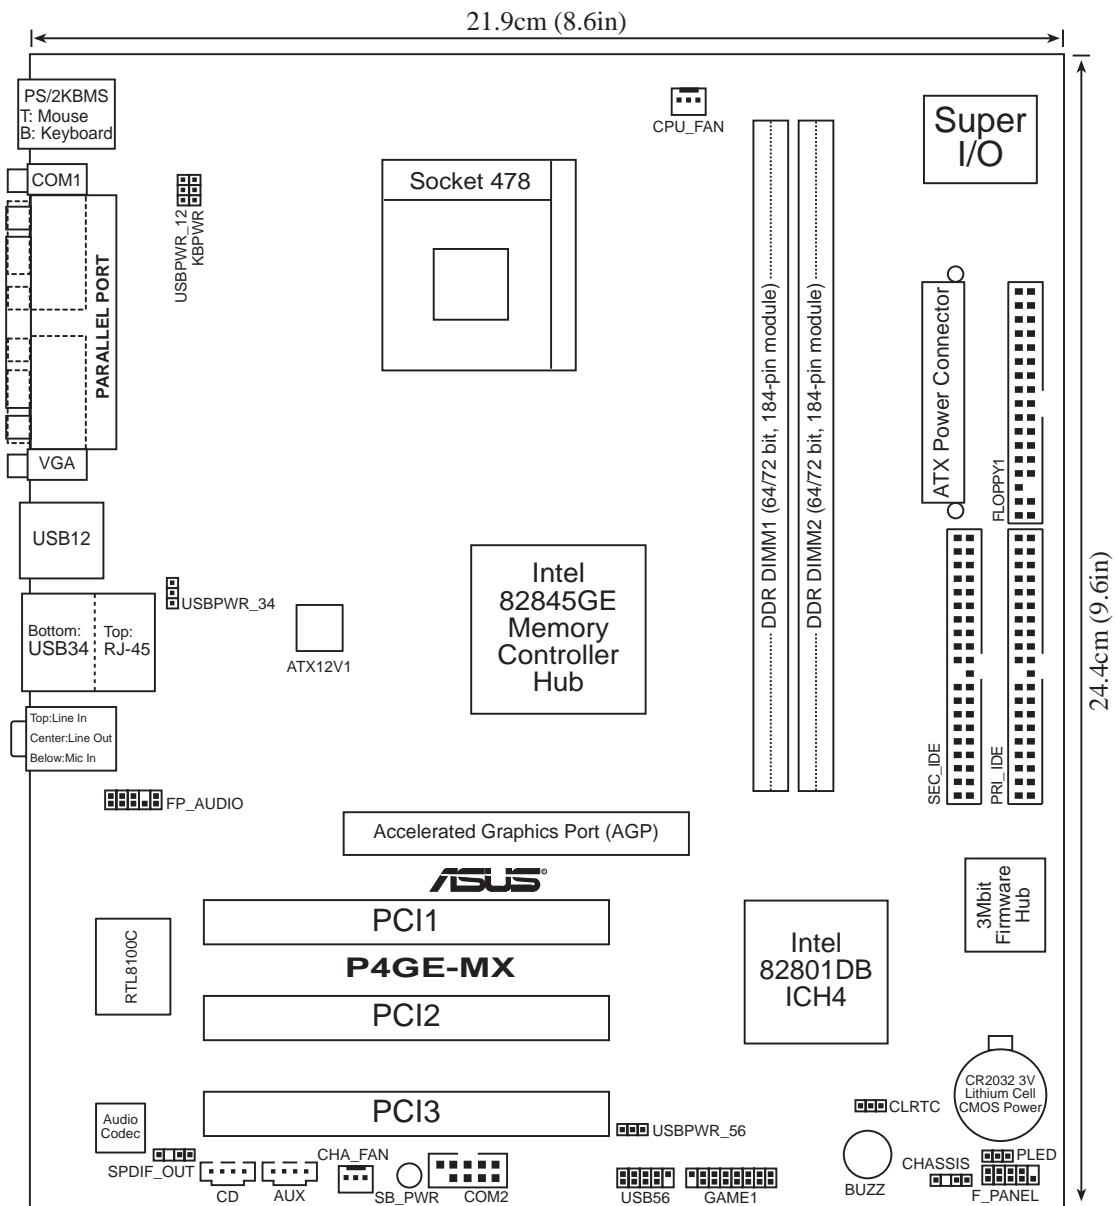 21.9cm (8.6in)
PS/2KBMS
T: Mouse
B: Keyboard
CPU_FAN
Super
I/O
COM1
Socket 478
USBPWR_12
KBPWR
PARALLEL PORT
DDR DIMM1 (64/72 bit, 184-pin module)
DDR DIMM2 (64/72 bit, 184-pin module)
ATX Power Connector
FLOPPY1
VGA
USB12
Intel
82845GE
Memory
Controller
Hub
USBPWR_34
Bottom:
USB34
Top:
RJ-45
ATX12V1
24.4cm (9.6in)
Top:Line In
Center:Line Out
Below:Mic In
SEC_IDE
PRI_IDE
FP_AUDIO
Accelerated Graphics Port (AGP)
ASUS®
3Mbit
Firmware
Hub
PCI1
RTL8100C
Intel
82801DB
ICH4
P4GE-MX
PCI2
CR2032 3V
Lithium Cell
CMOS Power
PCI3
CLRTC
Audio
Codec
USBPWR_56
CHA_FAN
SPDIF_OUT
CHASSIS
PLED
CD
AUX
SB_PWR
COM2
USB56
GAME1
BUZZ
F_PANEL